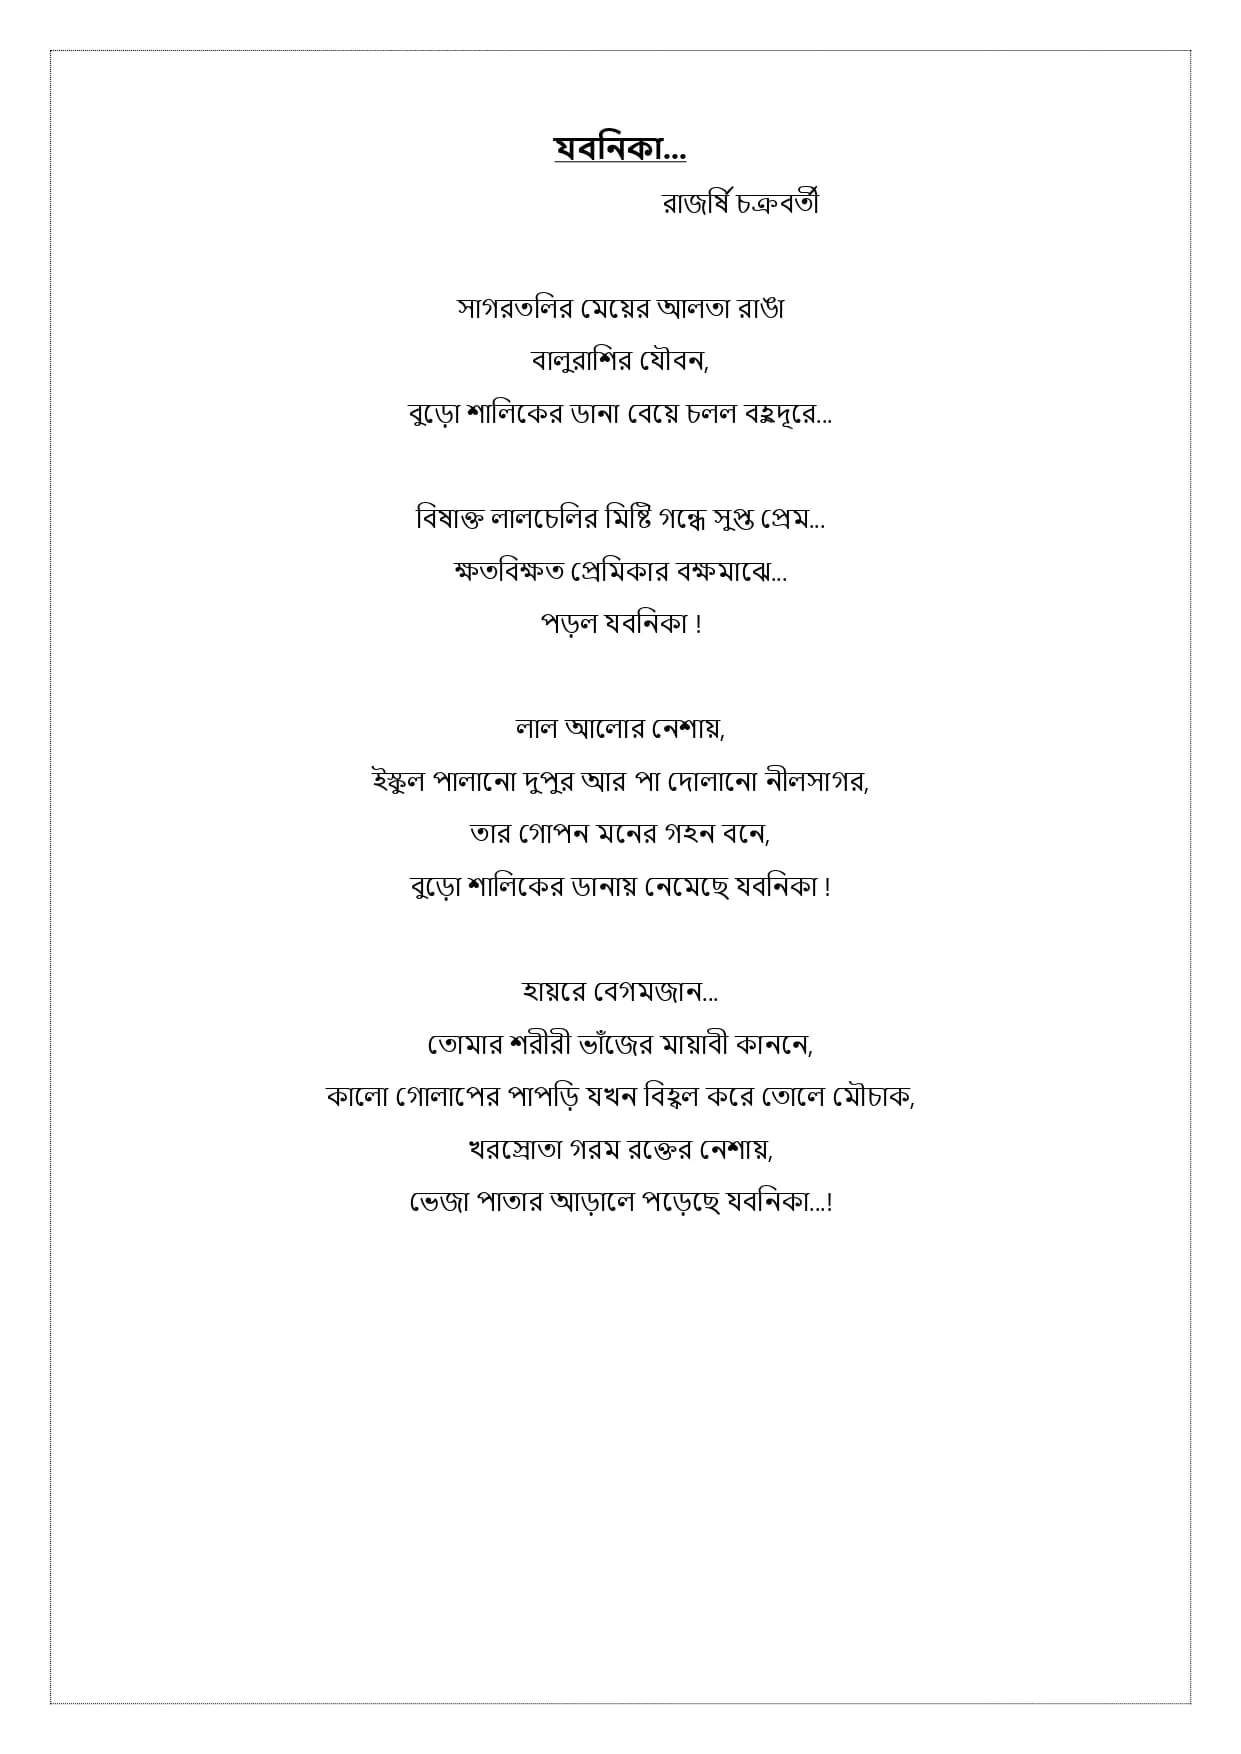 যবনিকা...
রাজর্ষি চক্রবর্তী
সাগরতলির মেয়ের আলতা রাঙা
বালুরাশির যৌবন,
বুড়ো শালিকের ডানা বেয়ে চলল বহুদূরে...
বিষাক্ত লালচেলির মিষ্টি গন্ধে সুপ্ত প্রেম...
ক্ষতবিক্ষত প্রেমিকার বক্ষমাঝে...
পড়ল যবনিকা !
লাল আলোর নেশায়,
ইস্কুল পালানো দুপুর আর পা দোলানো নীলসাগর,
তার গোপন মনের গহন বনে,
বুড়ো শালিকের ডানায় নেমেছে যবনিকা !
হায়রে বেগমজান...
তোমার শরীরী ভাঁজের মায়াবী কাননে,
কালো গোলাপের পাপড়ি যখন বিহ্বল করে তোলে মৌচাক,
খরস্রোতা গরম রক্তের নেশায়,
ভেজা পাতার আড়ালে পড়েছে যবনিকা...!